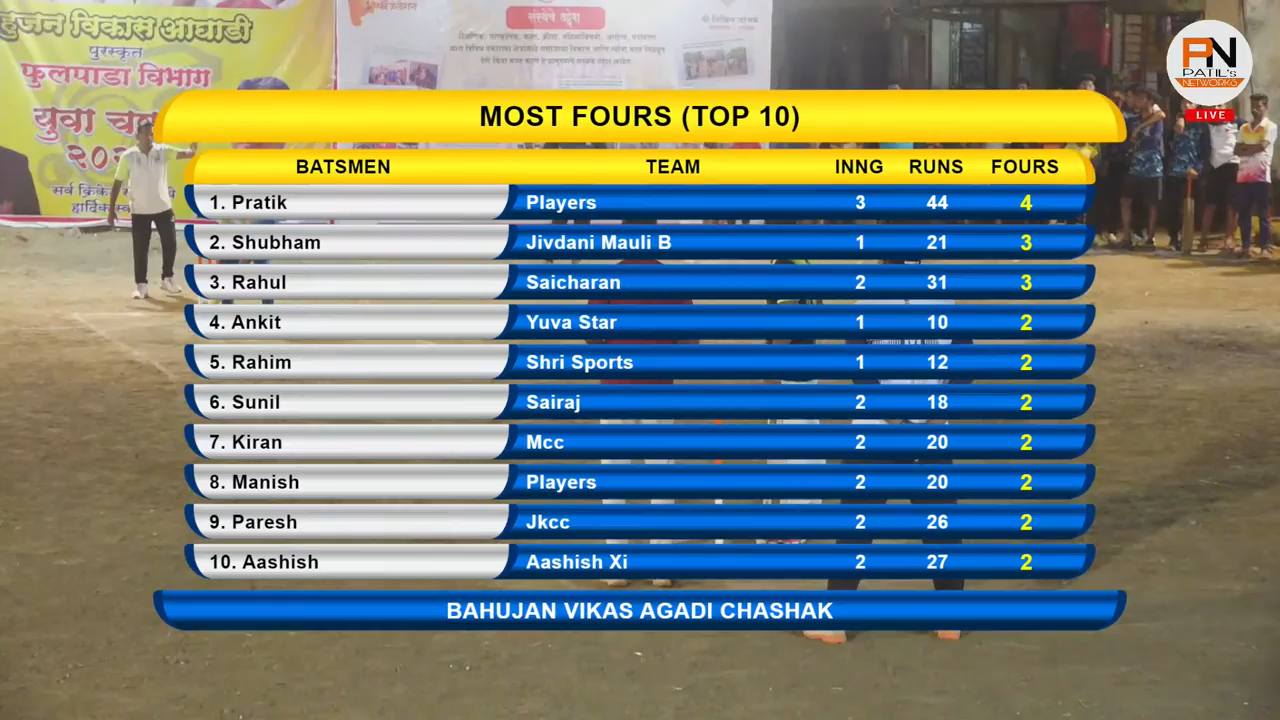 हुजन विकास आघाडी
पुरस्कृत
फुलपाडा विभाग
संस्थेचे उद्देश
PN
PATIL's
NETWORKS
LIVE
MOST FOURS (TOP 10)
BATSMEN TEAM INNG RUNS FOURS
1. Pratik Players 3 44 4
2. Shubham Jivdani Mauli B 1 21 3
3. Rahul Saicharan 2 31 3
4. Ankit Yuva Star 1 10 2
5. Rahim Shri Sports 1 12 2
6. Sunil Sairaj 2 18 2
7. Kiran Mcc 2 20 2
8. Manish Players 2 20 2
9. Paresh Jkcc 2 26 2
10. Aashish Aashish Xi 2 27 2
BAHUJAN VIKAS AGADI CHASHAK
युवा
सर्व